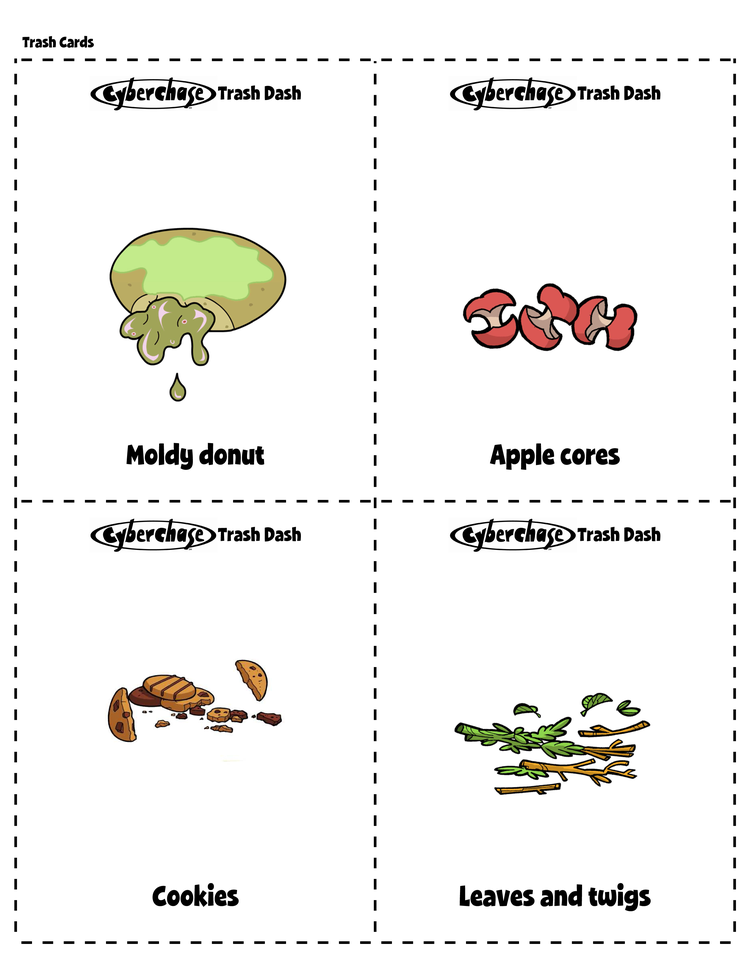 Trash Cards
Cyberchase Trash Dash
Cyberchase Trash Dash
Moldy donut
Apple cores
Cyberchase Trash Dash
Cyberchase Trash Dash
Cookies
Leaves and twigs